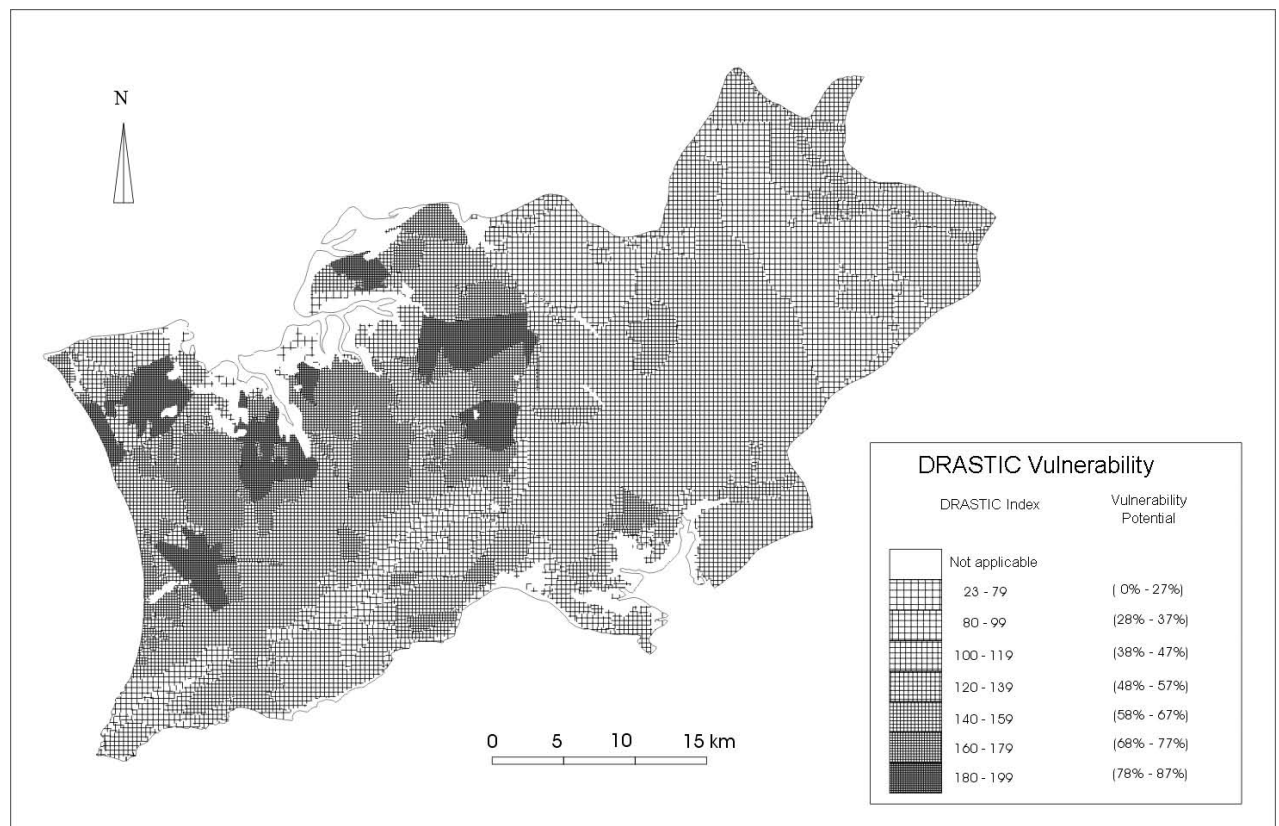 N
0 5 10 15 km
DRASTIC Vulnerability
DRASTIC Index Vulnerability
Potential
Not applicable
23 - 79 ( 0% - 27%)
80 - 99 (28% - 37%)
100 - 119 (38% - 47%)
120 - 139 (48% - 57%)
140 - 159 (58% - 67%)
160 - 179 (68% - 77%)
180 - 199 (78% - 87%)